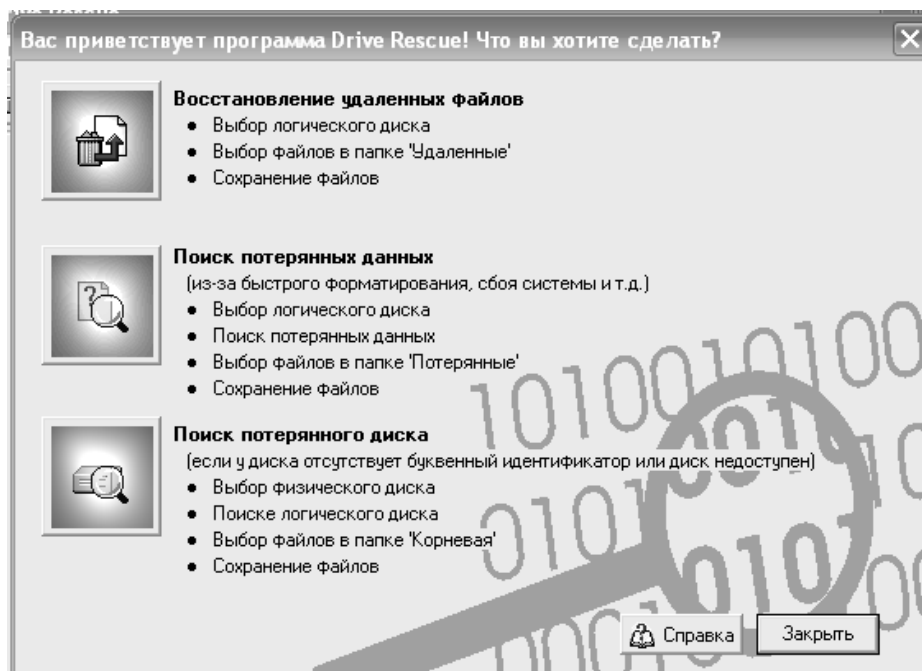 Вас приветствует программа Drive Rescue! Что вы хотите сделать?
Восстановление удаленных файлов
• Выбор логического диска
• Выбор файлов в папке 'Удаленные'
• Сохранение файлов
Поиск потерянных данных
(из-за быстрого форматирования, сбоя системы и т.д.)
• Выбор логического диска
• Поиск потерянных данных
• Выбор файлов в папке 'Потерянные'
• Сохранение файлов
Поиск потерянного диска
(если у диска отсутствует буквенный идентификатор или диск недоступен)
• Выбор физического диска
• Поиске логического диска
• Выбор файлов в папке 'Корневая'
• Сохранение файлов
Справка Закрыть